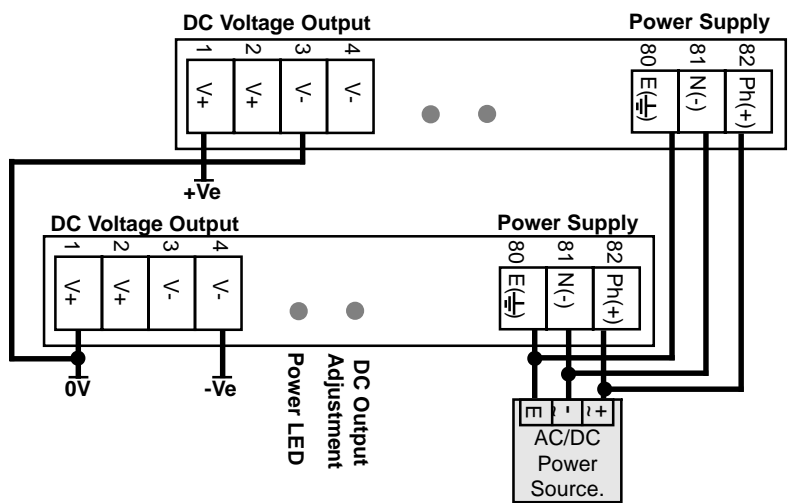 DC Voltage Output
Power Supply
1 2 3 4
80 81 82
V+ V+ V- V-
E(⏚) N(-) Ph(+)
+Ve
DC Voltage Output
Power Supply
1 2 3 4
80 81 82
V+ V+ V- V-
E(⏚) N(-) Ph(+)
0V
-Ve
Power LED
DC Output
Adjustment
E ~- ~+
AC/DC
Power
Source.